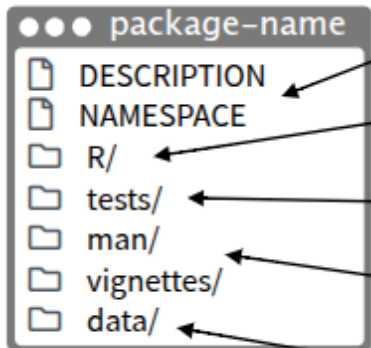 package-name
DESCRIPTION
NAMESPACE
R/
tests/
man/
vignettes/
data/